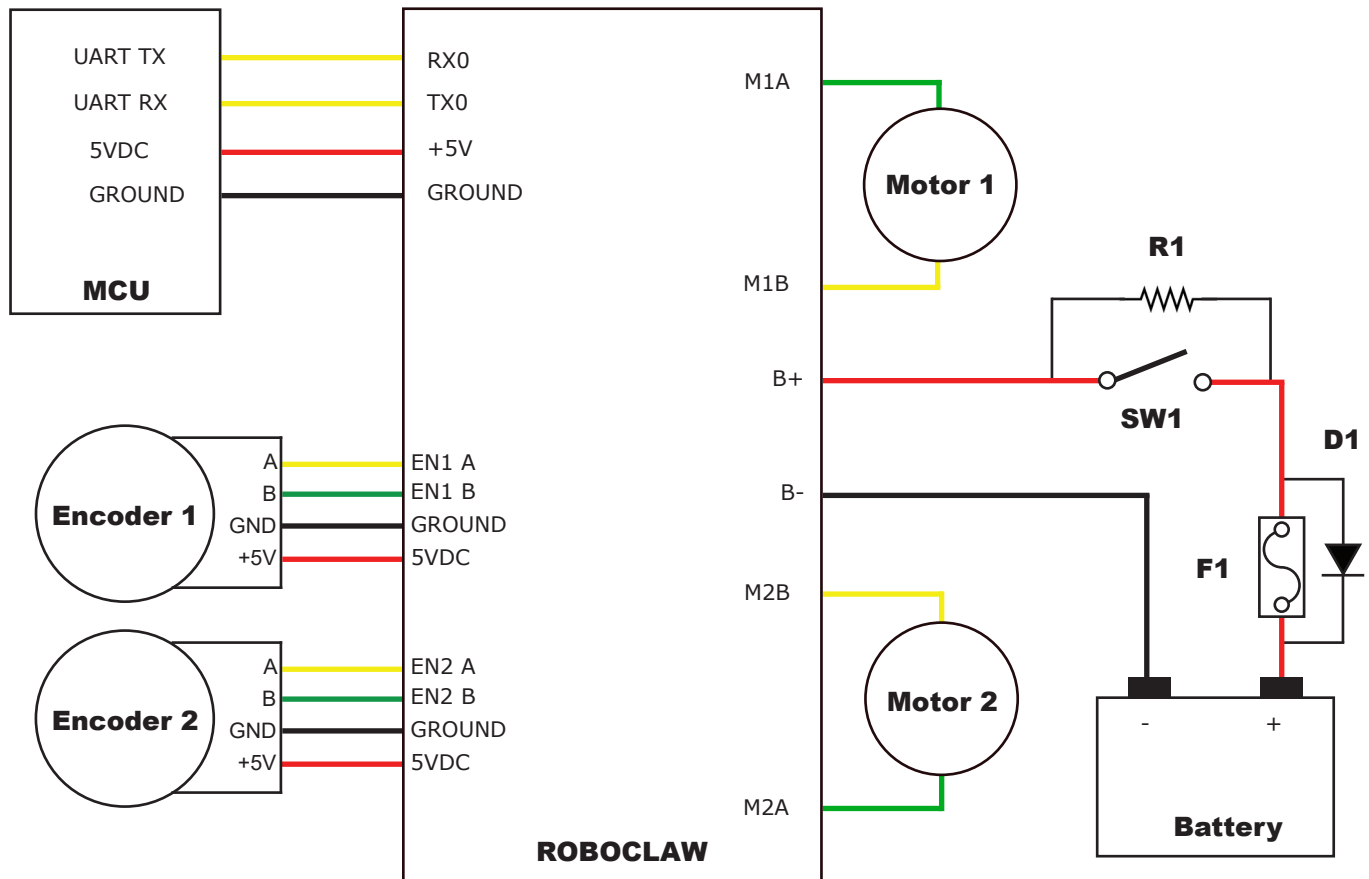 UART TX
UART RX
5VDC
GROUND
MCU
RX0
TX0
+5V
GROUND
M1A
Motor 1
M1B
R1
B+
SW1
D1
B-
F1
Encoder 1
A
B
GND
+5V
EN1 A
EN1 B
GROUND
5VDC
M2B
Motor 2
M2A
Encoder 2
A
B
GND
+5V
EN2 A
EN2 B
GROUND
5VDC
- +
Battery
ROBOCLAW